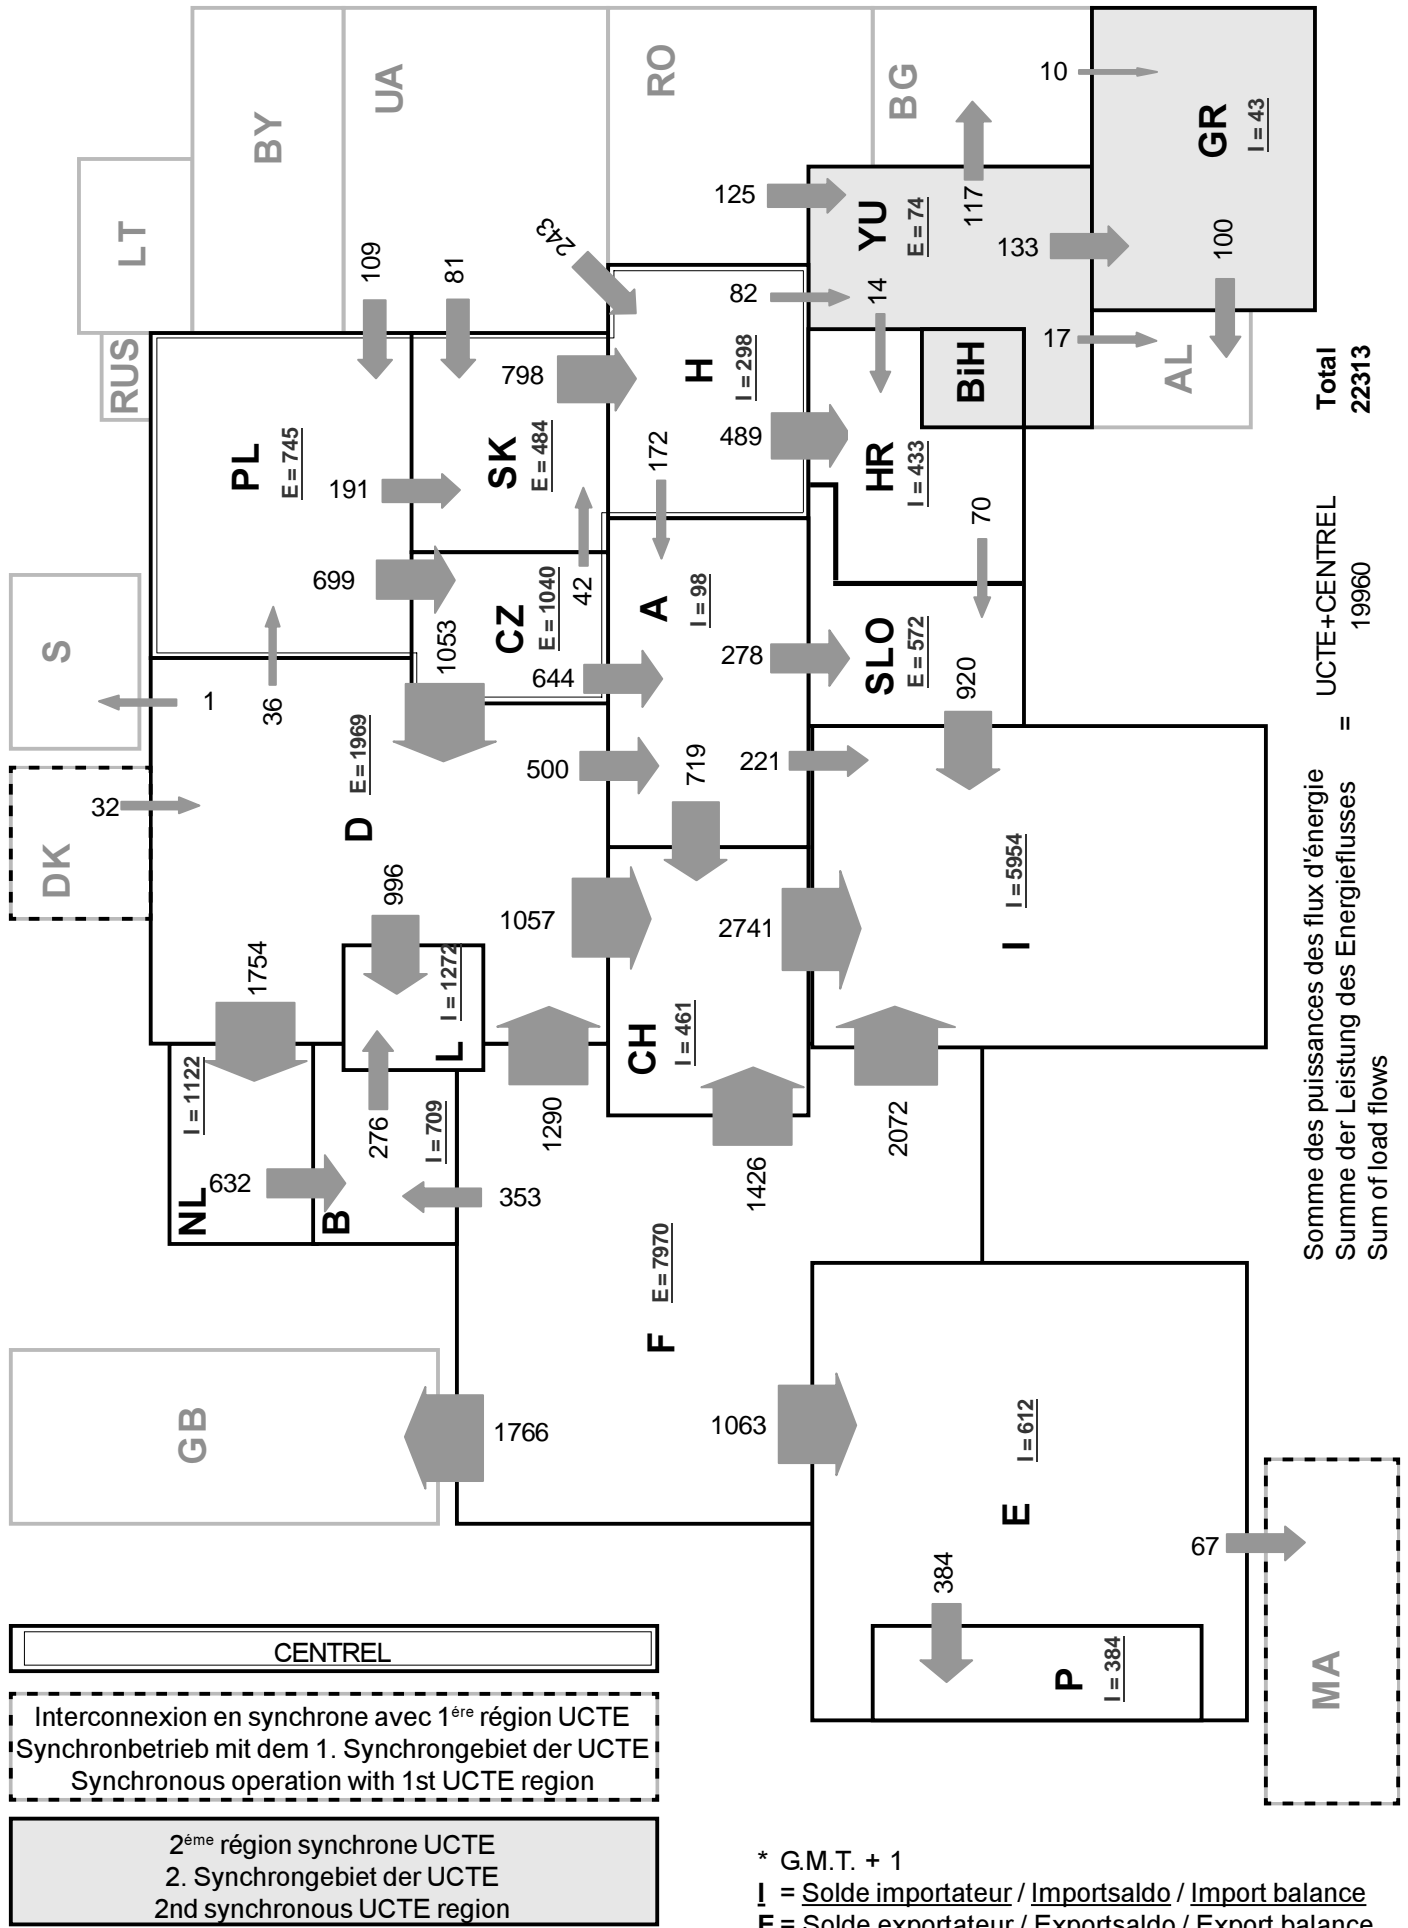 LT
BY
UA
RO
BG
10
GR
I = 43
RUS
109
81
243
125
YU
E = 74
117
133
100
82
14
17
AL
PL
E = 745
191
798
SK
E = 484
H
I = 298
489
172
BiH
HR
I = 433
70
S
1
36
699
1053
CZ
E = 1040
42
644
A
I = 98
278
SLO
E = 572
920
DK
32
D
E = 1969
500
719
221
996
1754
1057
2741
I
I = 5954
L
I = 1272
CH
I = 461
NL
I = 1122
632
276
B
I = 709
353
1290
1426
2072
F
E = 7970
GB
1766
1063
E
I = 612
384
P
I = 384
67
MA
Somme des puissances des flux d'énergie
Summe der Leistung des Energieflusses
Sum of load flows
= UCTE+CENTREL
19960
Total
22313
CENTREL
Interconnexion en synchrone avec 1ére région UCTE
Synchronbetrieb mit dem 1. Synchrongebiet der UCTE
Synchronous operation with 1st UCTE region
2éme région synchrone UCTE
2. Synchrongebiet der UCTE
2nd synchronous UCTE region
* G.M.T. + 1
I = Solde importateur / Importsaldo / Import balance
E = Solde exportateur / Exportsaldo / Export balance